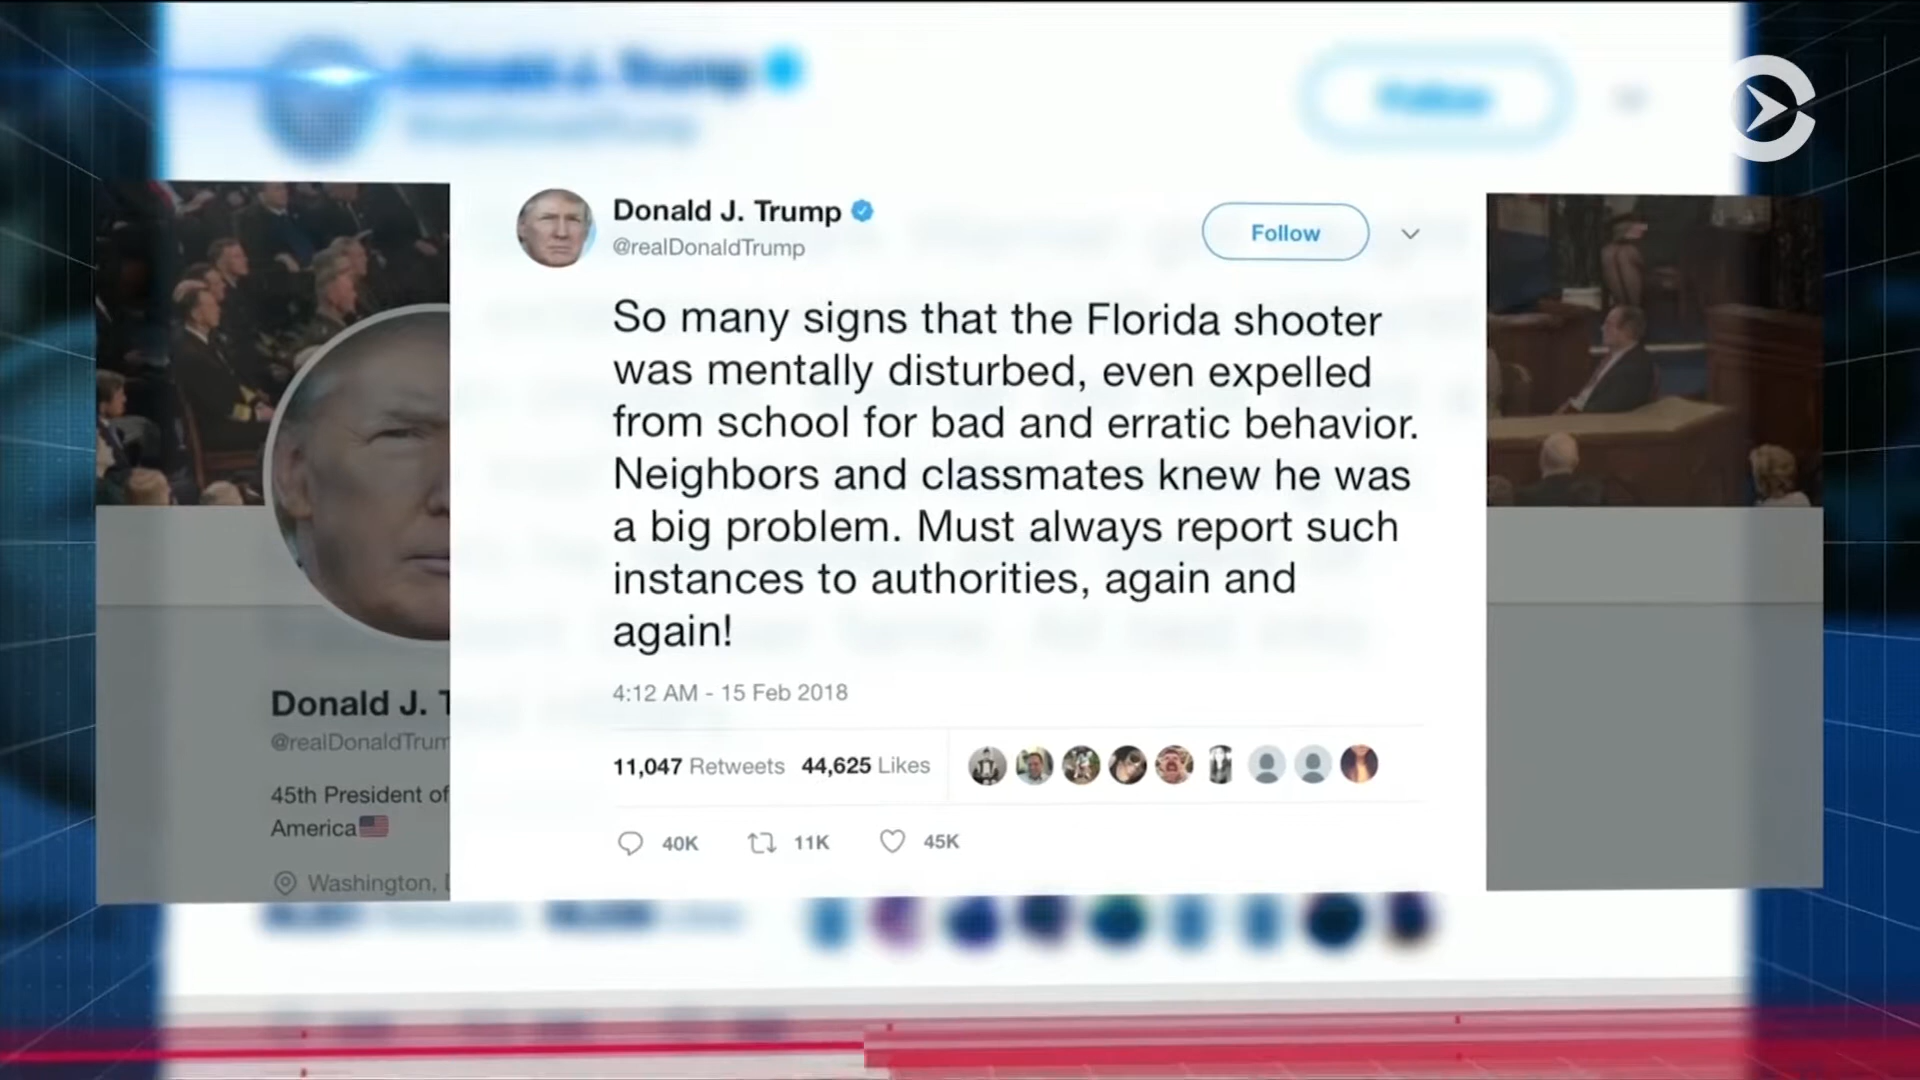 Donald J. Trump
@realDonaldTrump
Follow
So many signs that the Florida shooter
was mentally disturbed, even expelled
from school for bad and erratic behavior.
Neighbors and classmates knew he was
a big problem. Must always report such
instances to authorities, again and
again!
4:12 AM - 15 Feb 2018
11,047 Retweets 44,625 Likes
40K 11K 45K
Donald J. T
@realDonaldTrum
45th President of
America
Washington,
Donald J. Trump
Follow